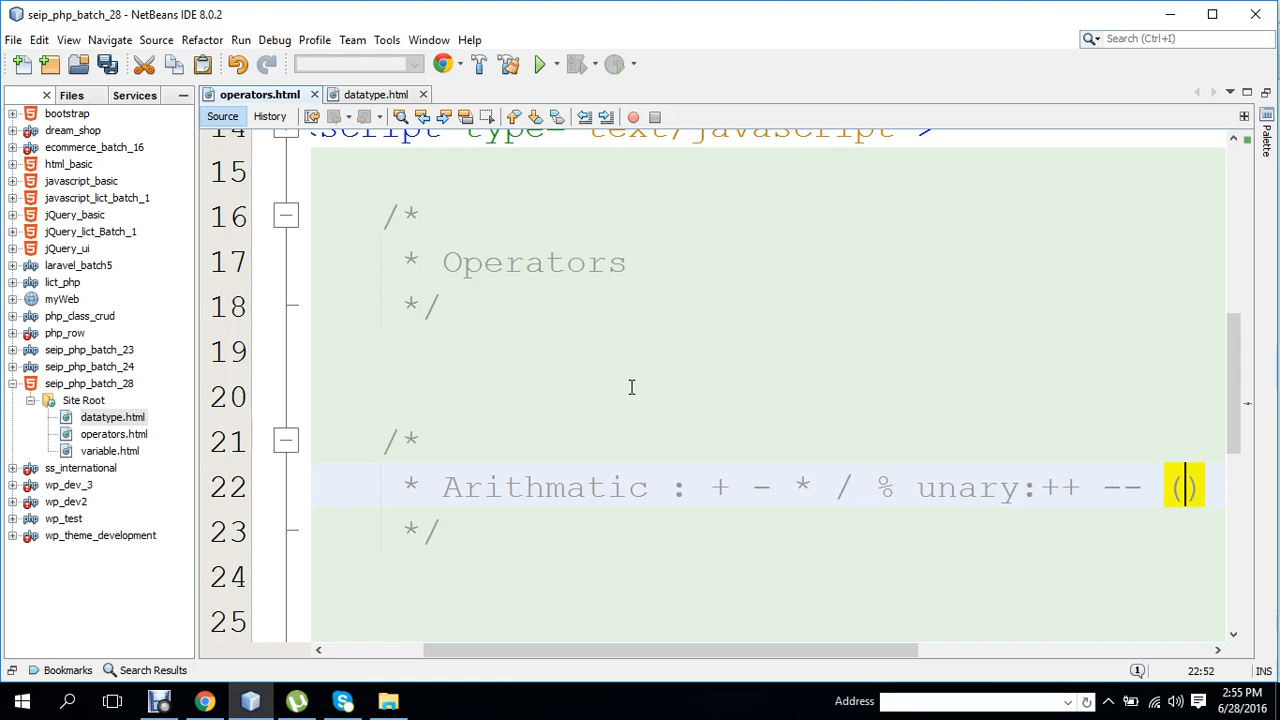 seip_php_batch_28 - NetBeans IDE 8.0.2
File Edit View Navigate Source Refactor Run Debug Profile Team Tools Window Help
Search (Ctrl+I)
Files Services
operators.html datatype.html
Source History
bootstrap
dream_shop
ecommerce_batch_16
html_basic
javascript_basic
javascript_lict_batch_1
jQuery_basic
jQuery_lict_Batch_1
jQuery_ui
laravel_batch5
lict_php
myWeb
php_class_crud
php_row
seip_php_batch_23
seip_php_batch_24
seip_php_batch_28
Site Root
datatype.html
operators.html
variable.html
ss_international
wp_dev_3
wp_dev2
wp_test
wp_theme_development
14 <script type="text/javascript">
15
16 /*
17 * Operators
18 */
19
20
21 /*
22 * Arithmatic : + - * / % unary:++ -- ()
23 */
24
25
Palette
Bookmarks Search Results
1
22:52 INS
Address
2:55 PM
6/28/2016